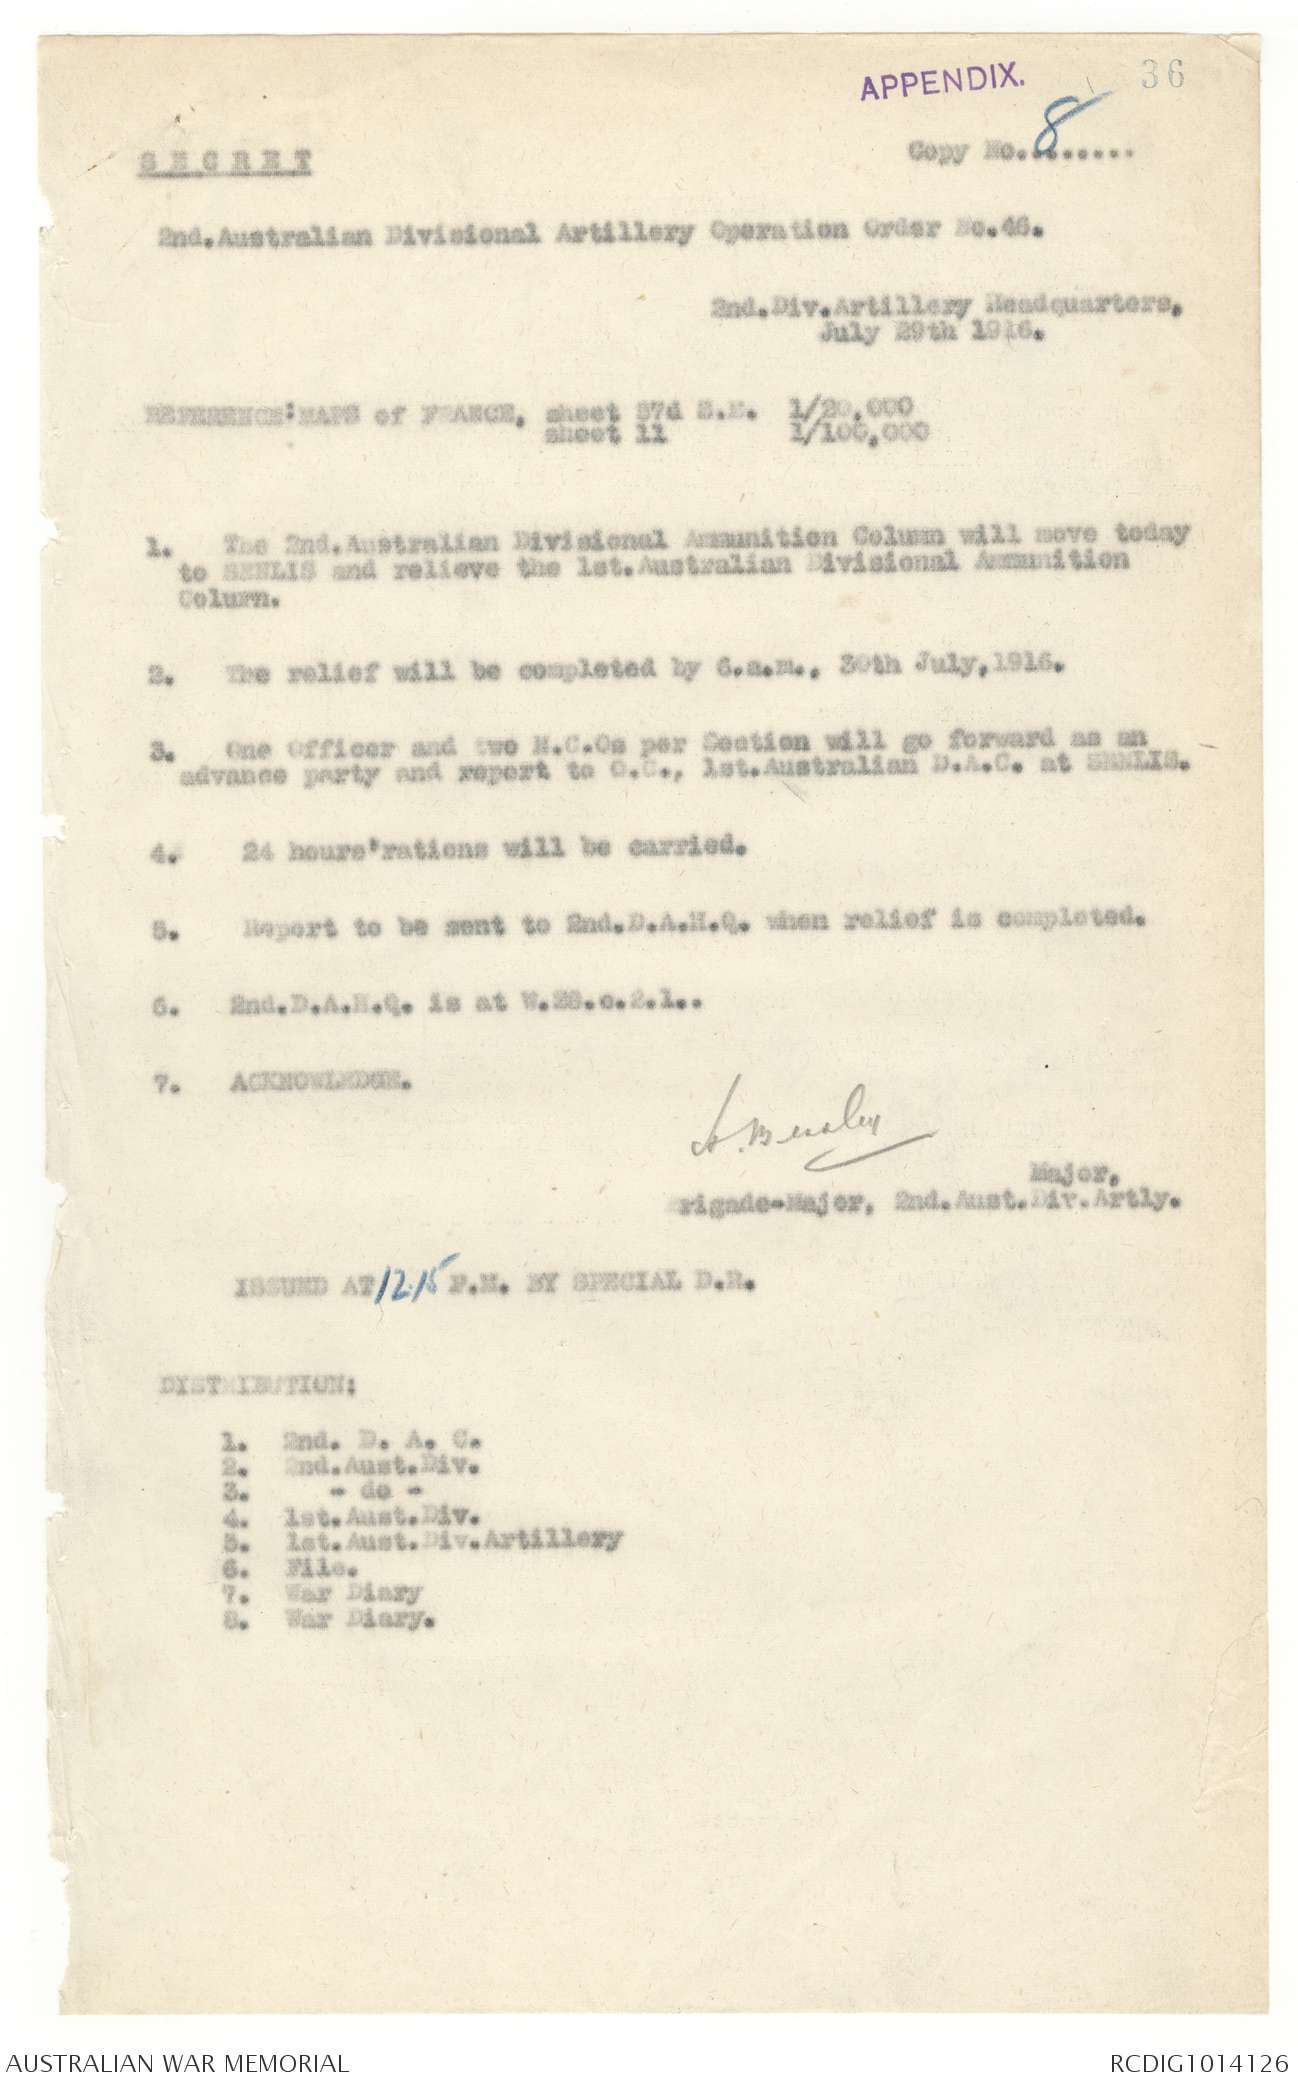 APPENDIX.
36
SECRET
Copy No. 8 ........
2nd.Australian Divisional Artillery Operation Order No.46.
2nd.Div.Artillery Headquarters,
July 29th 1916.
REFERENCE:MAPS of FRANCE, sheet 57d S.E. 1/20,000
sheet 11 1/100,000
1. The 2nd.Australian Divisional Ammunition Column will move today
to SENLIS and relieve the 1st.Australian Divisional Ammunition
Column.
2. The relief will be completed by 6.a.m., 30th July,1916.
3. One Officer and two N.C.Os per Section will go forward as an
advance party and report to O.C., 1st.Australian D.A.C. at SENLIS.
4. 24 hours'rations will be carried.
5. Report to be sent to 2nd.D.A.H.Q. when relief is completed.
6. 2nd.D.A.H.Q. is at W.28.c.2.1..
7. ACKNOWLEDGE.
Major,
Brigade-Major, 2nd.Aust.Div.Artly.
ISSUED AT 12.15 P.M. BY SPECIAL D.R.
DISTRIBUTION:
1. 2nd. D. A. C.
2. 2nd.Aust.Div.
3. - do -
4. 1st.Aust.Div.
5. 1st.Aust.Div.Artillery
6. File.
7. War Diary
8. War Diary.
AUSTRALIAN WAR MEMORIAL
RCDIG1014126